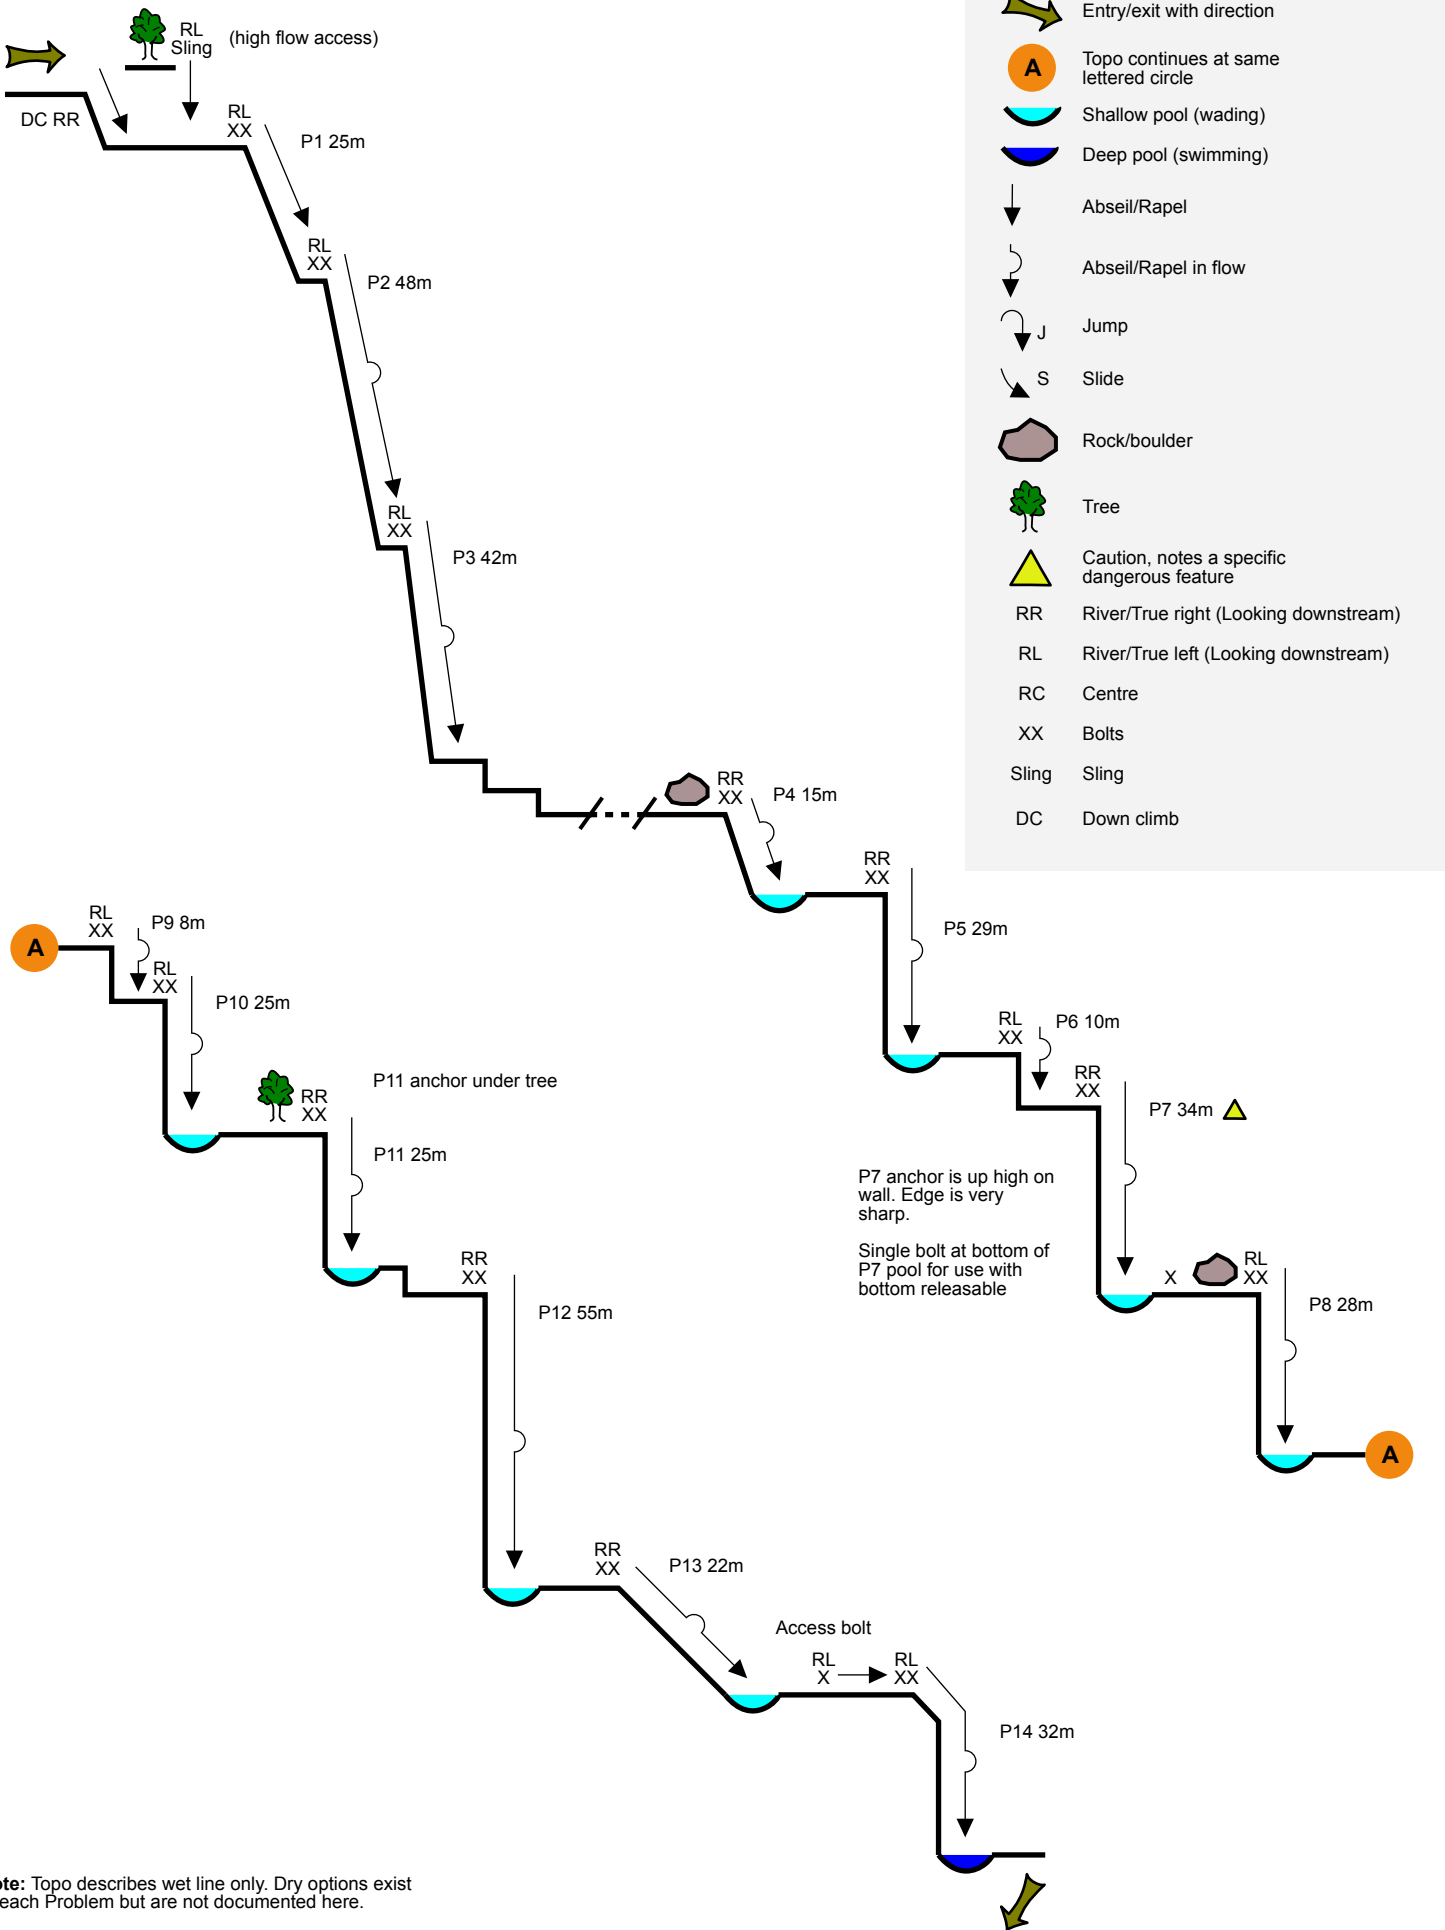 RL
Sling
(high flow access)
DC RR
RL
XX
P1 25m
RL
XX
P2 48m
RL
XX
P3 42m
RR
XX
P4 15m
RR
XX
P5 29m
RL
XX
P6 10m
RR
XX
P7 34m
P7 anchor is up high on
wall. Edge is very
sharp.
Single bolt at bottom of
P7 pool for use with
bottom releasable
X
RL
XX
P8 28m
A
A
RL
XX
P9 8m
RL
XX
P10 25m
RR
XX
P11 anchor under tree
P11 25m
RR
XX
P12 55m
RR
XX
P13 22m
Access bolt
RL
X
RL
XX
P14 32m
Entry/exit with direction
A
Topo continues at same
lettered circle
Shallow pool (wading)
Deep pool (swimming)
Abseil/Rapel
Abseil/Rapel in flow
J Jump
S Slide
Rock/boulder
Tree
Caution, notes a specific
dangerous feature
RR River/True right (Looking downstream)
RL River/True left (Looking downstream)
RC Centre
XX Bolts
Sling Sling
DC Down climb
Topo describes wet line only. Dry options exist
each Problem but are not documented here.